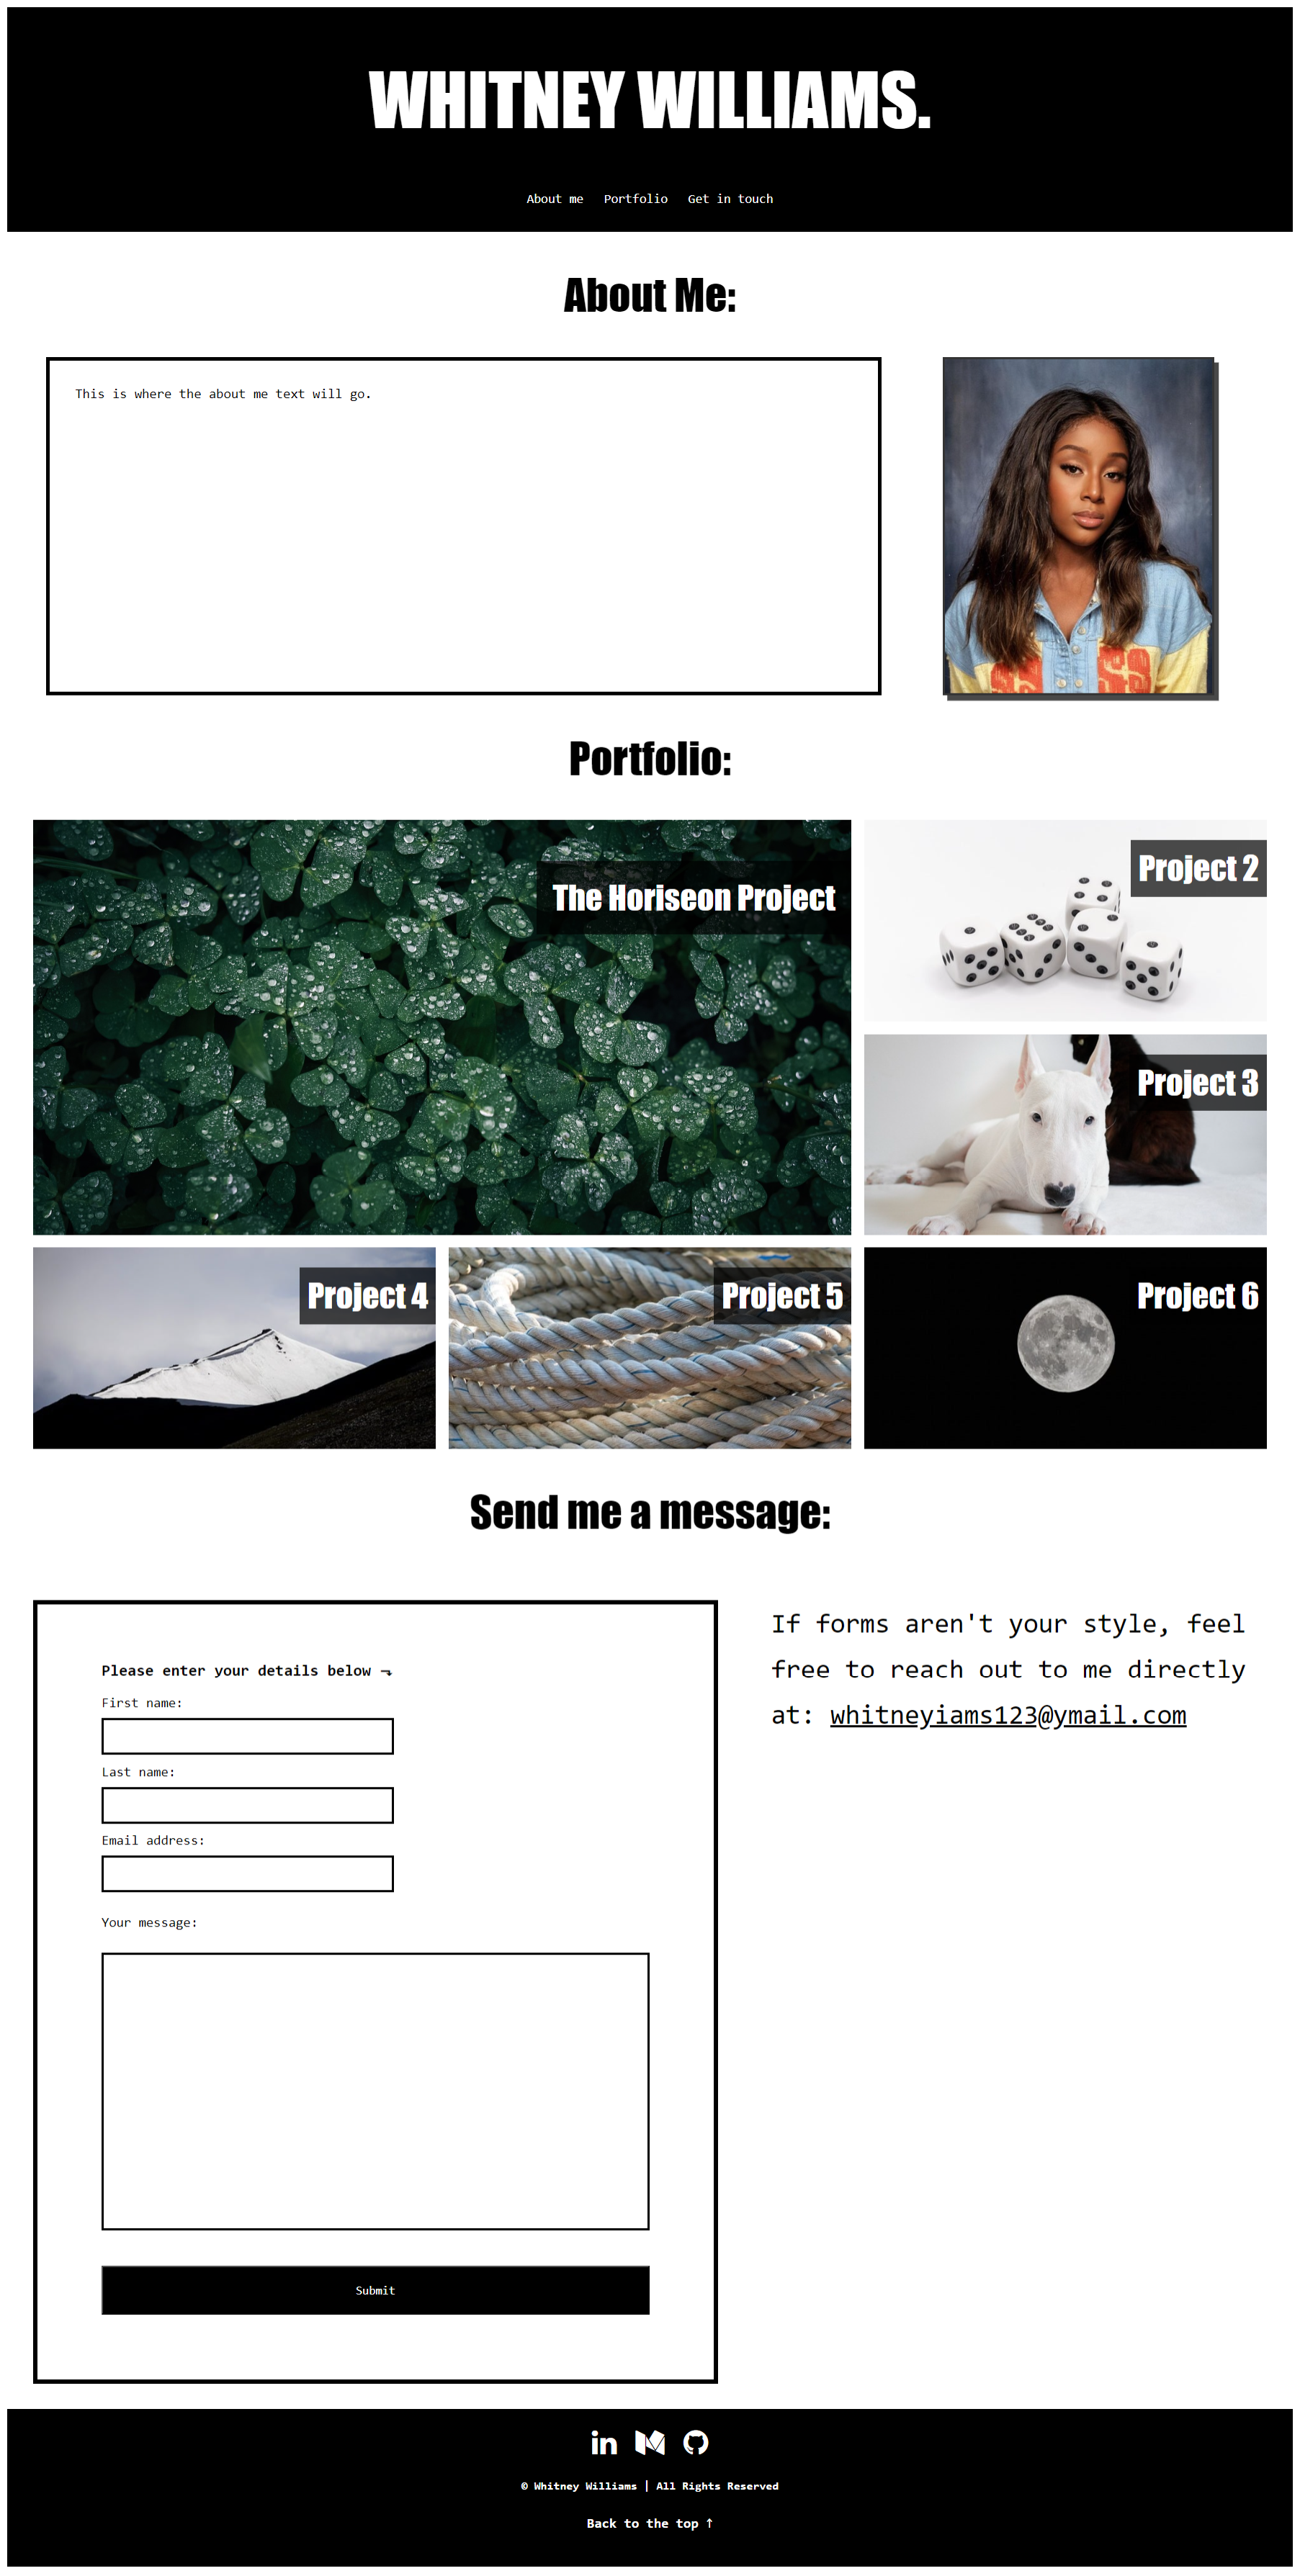 WHITNEY WILLIAMS.
About me Portfolio Get in touch
About Me:
This is where the about me text will go.
Portfolio:
The Horiseon Project
Project 2
Project 3
Project 4
Project 5
Project 6
Send me a message:
Please enter your details below ⬎
First name:
Last name:
Email address:
Your message:
Submit
If forms aren't your style, feel
free to reach out to me directly
at: whitneyiams123@ymail.com
in
© Whitney Williams | All Rights Reserved
Back to the top ↑